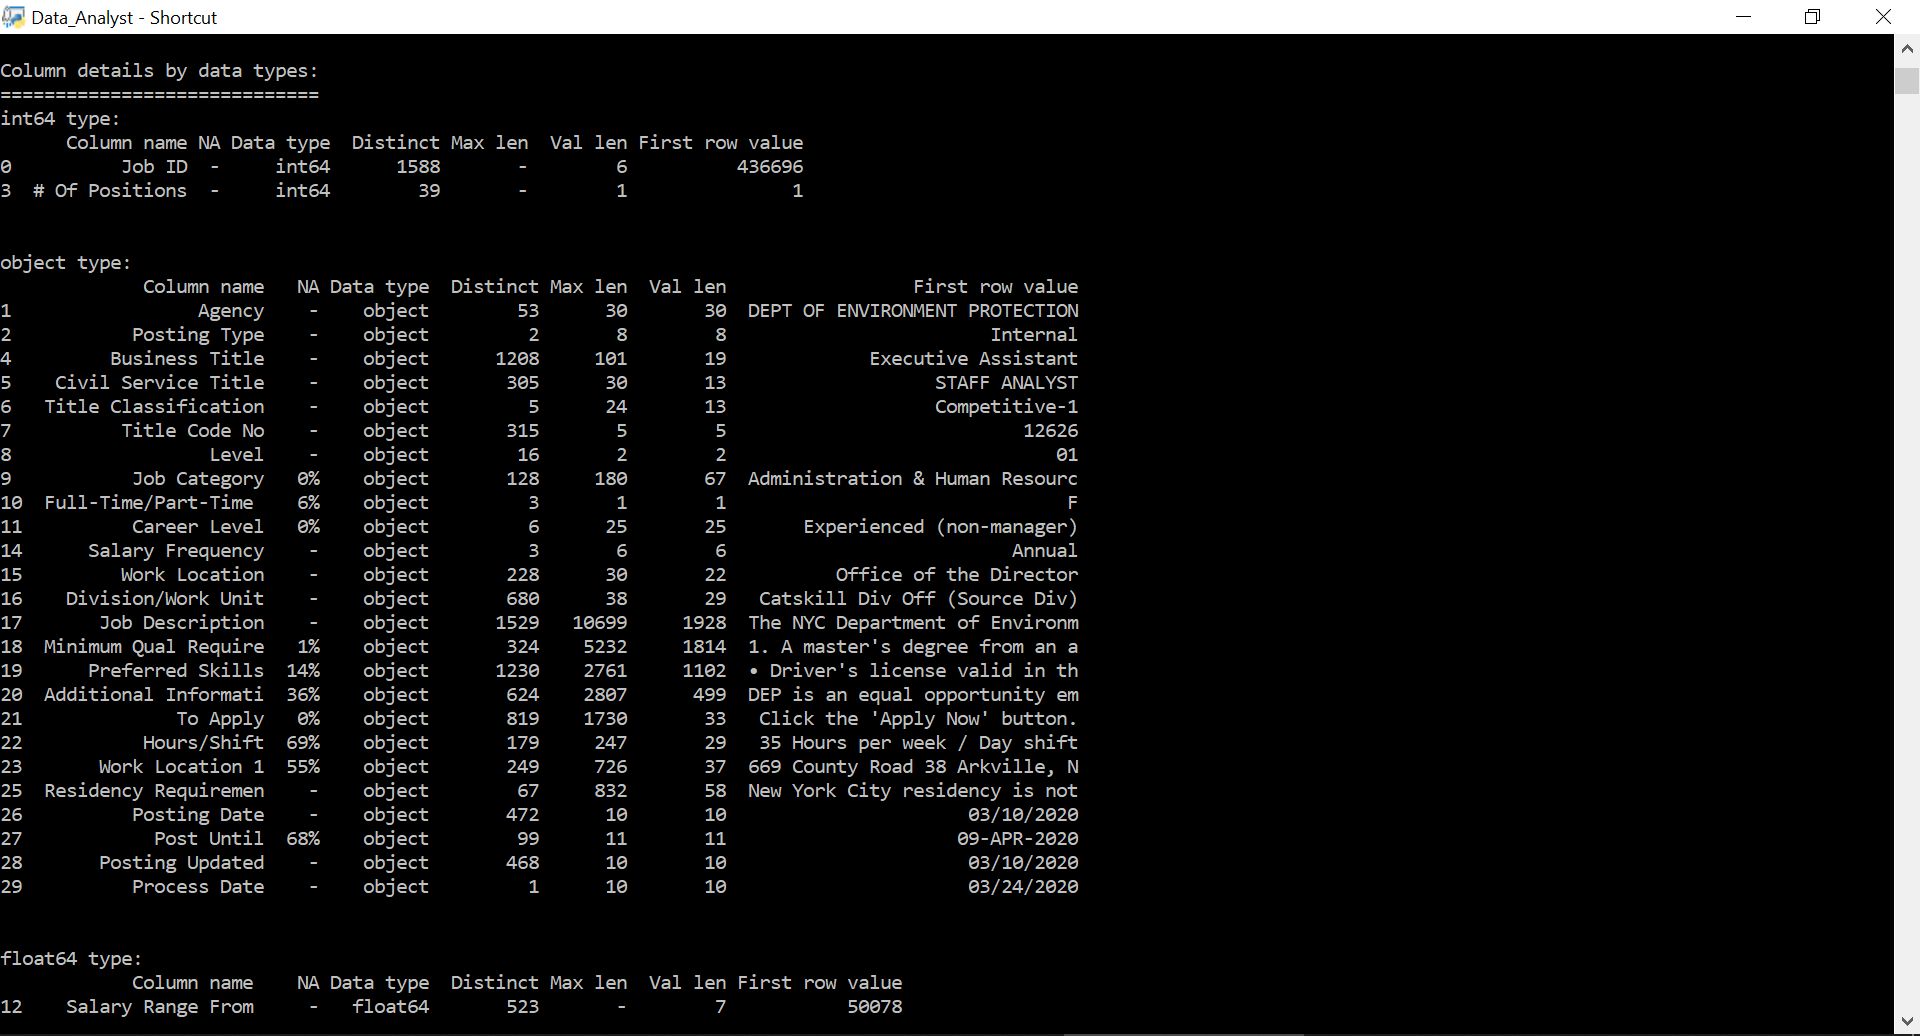 Data_Analyst - Shortcut
Column details by data types:
=============================
int64 type:
      Column name NA Data type  Distinct Max len  Val len First row value
0          Job ID  -     int64      1588       -        6          436696
3  # Of Positions  -     int64        39       -        1               1
object type:
             Column name   NA Data type  Distinct Max len  Val len                 First row value
1                 Agency    -    object        53      30       30  DEPT OF ENVIRONMENT PROTECTION
2           Posting Type    -    object         2       8        8                        Internal
4         Business Title    -    object      1208     101       19             Executive Assistant
5    Civil Service Title    -    object       305      30       13                   STAFF ANALYST
6   Title Classification    -    object         5      24       13                   Competitive-1
7          Title Code No    -    object       315       5        5                           12626
8                  Level    -    object        16       2        2                              01
9           Job Category   0%    object       128     180       67  Administration & Human Resourc
10  Full-Time/Part-Time    6%    object         3       1        1                               F
11          Career Level   0%    object         6      25       25      Experienced (non-manager)
14      Salary Frequency    -    object         3       6        6                          Annual
15         Work Location    -    object       228      30       22          Office of the Director
16    Division/Work Unit    -    object       680      38       29   Catskill Div Off (Source Div)
17       Job Description    -    object      1529   10699     1928  The NYC Department of Environm
18  Minimum Qual Require   1%    object       324    5232     1814  1. A master's degree from an a
19      Preferred Skills  14%    object      1230    2761     1102  • Driver's license valid in th
20  Additional Informati  36%    object       624    2807      499  DEP is an equal opportunity em
21              To Apply   0%    object       819    1730       33   Click the 'Apply Now' button.
22           Hours/Shift  69%    object       179     247       29   35 Hours per week / Day shift
23       Work Location 1  55%    object       249     726       37  669 County Road 38 Arkville, N
25  Residency Requiremen    -    object        67     832       58  New York City residency is not
26          Posting Date    -    object       472      10       10                      03/10/2020
27            Post Until  68%    object        99      11       11                     09-APR-2020
28       Posting Updated    -    object       468      10       10                      03/10/2020
29          Process Date    -    object         1      10       10                      03/24/2020
float64 type:
            Column name    NA Data type  Distinct Max len  Val len First row value
12    Salary Range From     -   float64       523       -        7           50078